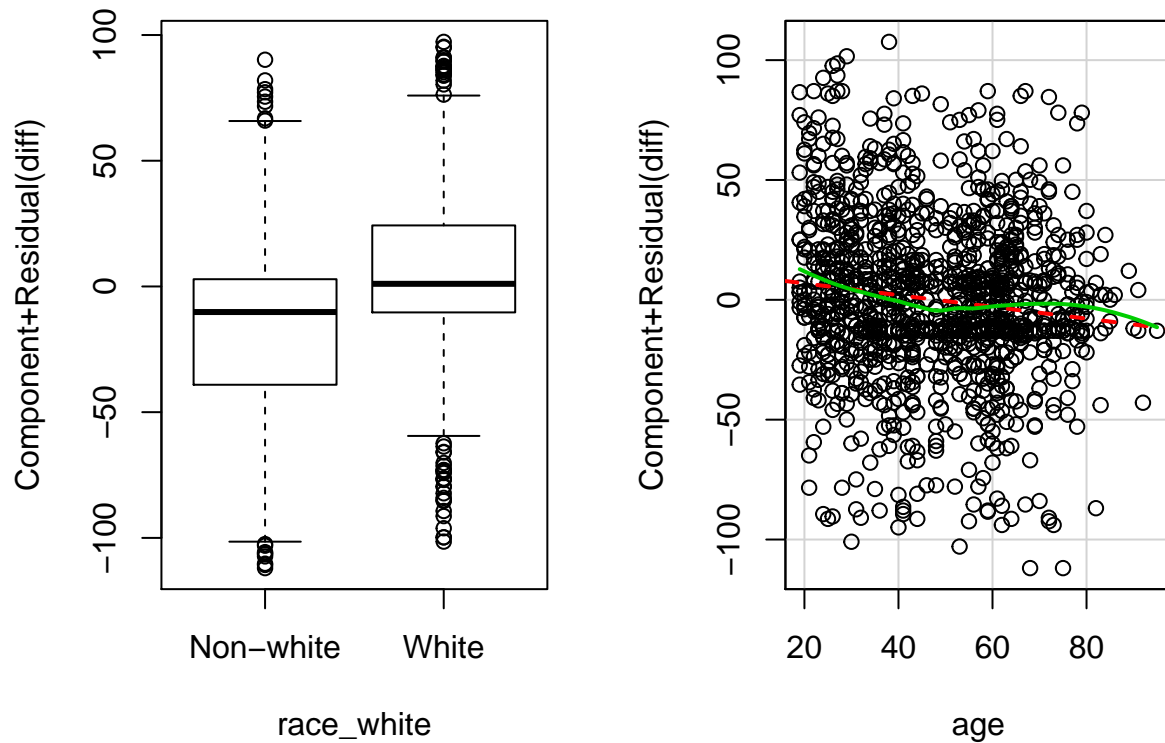 Component+Residual(diff)
100
50
0
−50
−100
Non−white
White
race_white
Component+Residual(diff)
100
50
0
−50
−100
20
40
60
80
age